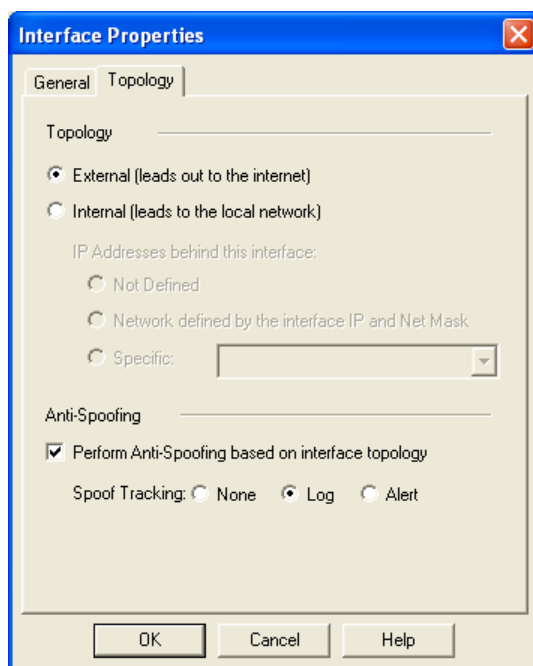 Interface Properties
General Topology
Topology
External (leads out to the internet)
Internal (leads to the local network)
IP Addresses behind this interface:
Not Defined
Network defined by the interface IP and Net Mask
Specific:
Anti-Spoofing
Perform Anti-Spoofing based on interface topology
Spoof Tracking: None Log Alert
OK Cancel Help